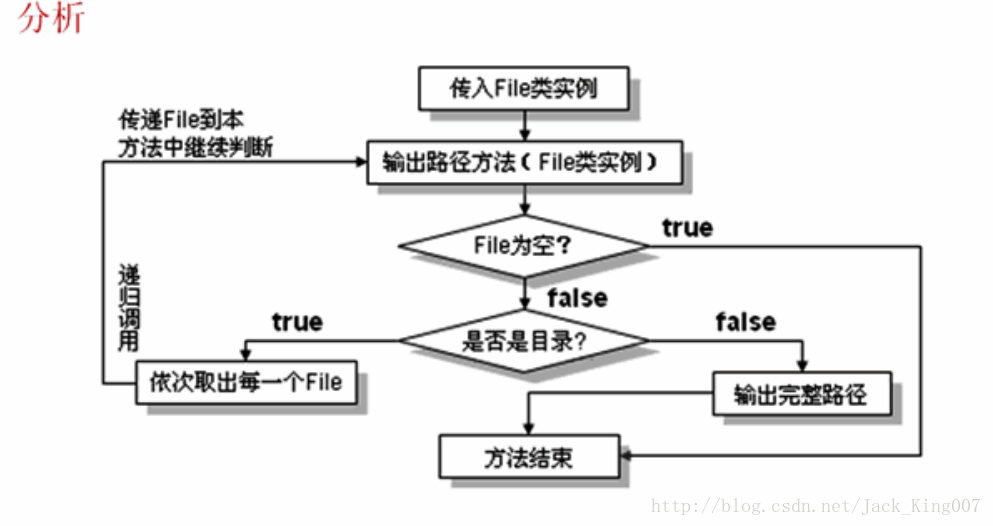 分析
传入File类实例
传递File到本
方法中继续判断
输出路径方法(File类实例)
File为空?
true
false
递归调用
true
是否是目录?
false
依次取出每一个File
输出完整路径
方法结束
http://blog.csdn.net/Jack_King007